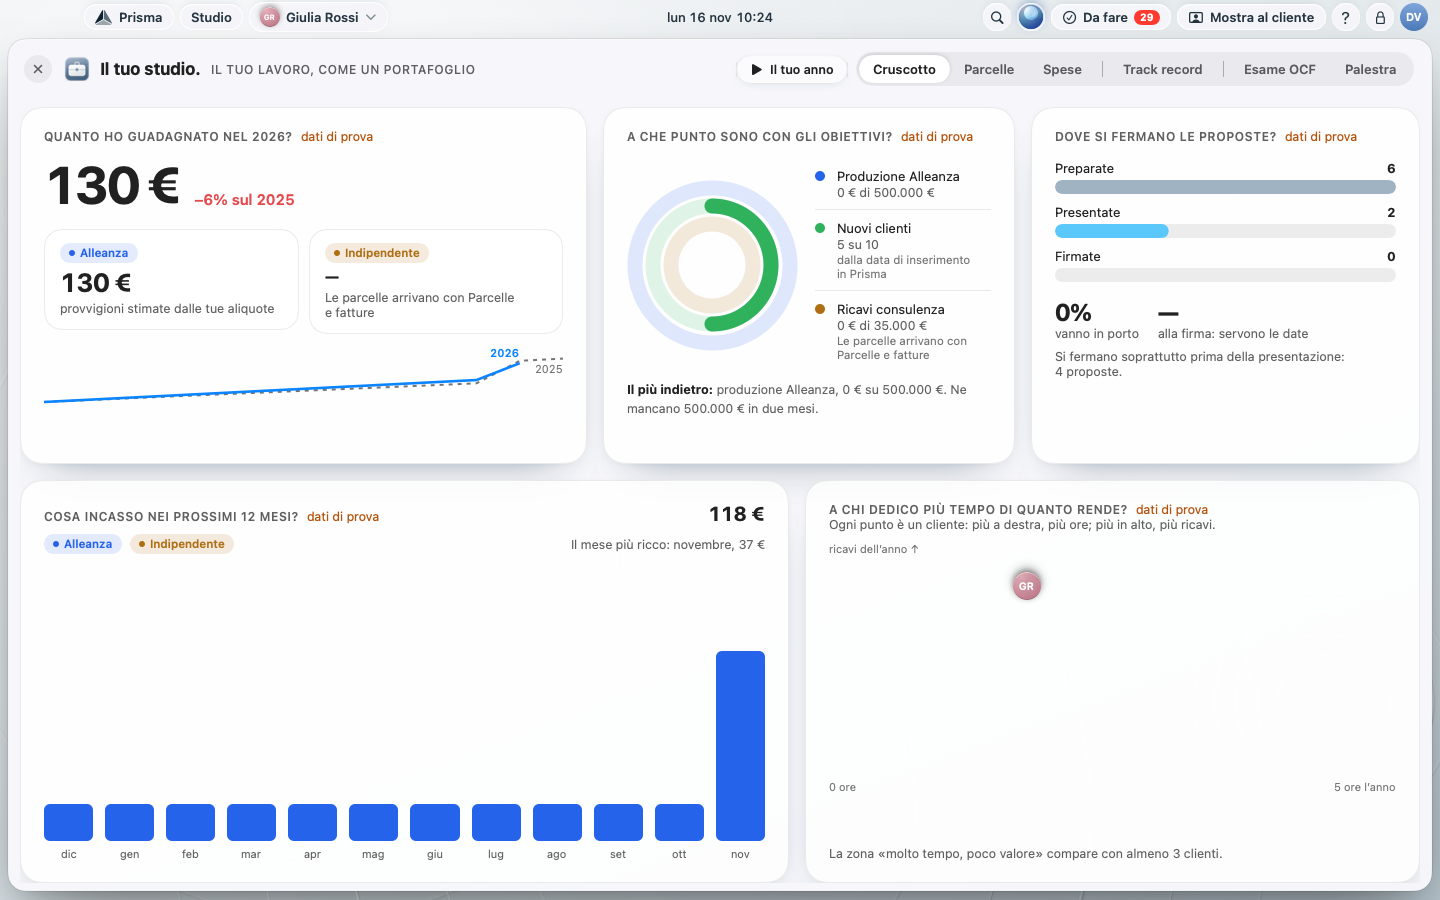 Prisma
Studio
GR Giulia Rossi
lun 16 nov 10:24
Da fare 29
Mostra al cliente
?
DV
Il tuo studio. IL TUO LAVORO, COME UN PORTAFOGLIO
Il tuo anno
Cruscotto Parcelle Spese Track record Esame OCF Palestra
QUANTO HO GUADAGNATO NEL 2026? dati di prova
130 € –6% sul 2025
Alleanza
130 €
provvigioni stimate dalle tue aliquote
Indipendente
—
Le parcelle arrivano con Parcelle
e fatture
2026
2025
A CHE PUNTO SONO CON GLI OBIETTIVI? dati di prova
Produzione Alleanza
0 € di 500.000 €
Nuovi clienti
5 su 10
dalla data di inserimento
in Prisma
Ricavi consulenza
0 € di 35.000 €
Le parcelle arrivano con
Parcelle e fatture
Il più indietro: produzione Alleanza, 0 € su 500.000 €. Ne
mancano 500.000 € in due mesi.
DOVE SI FERMANO LE PROPOSTE? dati di prova
Preparate 6
Presentate 2
Firmate 0
0% —
vanno in porto alla firma: servono le date
Si fermano soprattutto prima della presentazione:
4 proposte.
COSA INCASSO NEI PROSSIMI 12 MESI? dati di prova
118 €
Alleanza Indipendente
Il mese più ricco: novembre, 37 €
dic gen feb mar apr mag giu lug ago set ott nov
A CHI DEDICO PIÙ TEMPO DI QUANTO RENDE? dati di prova
Ogni punto è un cliente: più a destra, più ore; più in alto, più ricavi.
ricavi dell'anno ↑
GR
0 ore 5 ore l'anno
La zona «molto tempo, poco valore» compare con almeno 3 clienti.